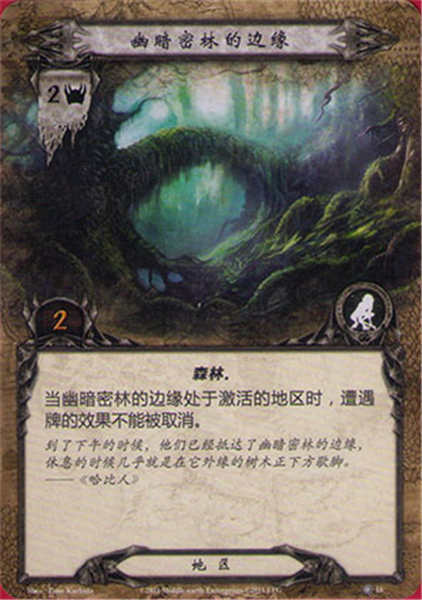 幽暗密林的边缘
2
2
森林.
当幽暗密林的边缘处于激活的地区时，遭遇
牌的效果不能被取消。
到了下午的时候，他们已经抵达了幽暗密林的边缘，
休息的时候几乎就是在它外缘的树木正下方歇脚。
——《哈比人》
地 区